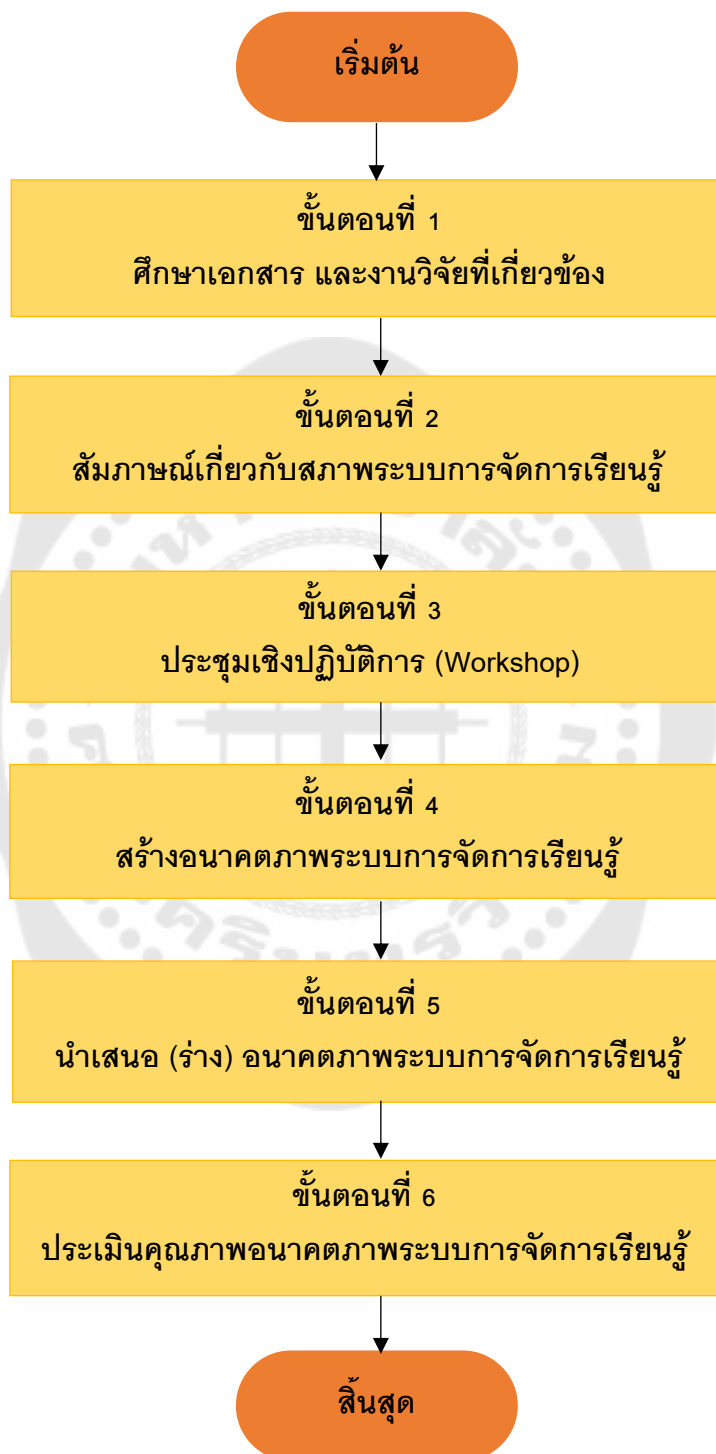 เริ่มต้น
ขั้นตอนที่ 1
ศึกษาเอกสาร และงานวิจัยที่เกี่ยวข้อง
ขั้นตอนที่ 2
สัมภาษณ์เกี่ยวกับสภาพระบบการจัดการเรียนรู้
ขั้นตอนที่ 3
ประชุมเชิงปฏิบัติการ (Workshop)
ขั้นตอนที่ 4
สร้างอนาคตภาพระบบการจัดการเรียนรู้
ขั้นตอนที่ 5
นำเสนอ (ร่าง) อนาคตภาพระบบการจัดการเรียนรู้
ขั้นตอนที่ 6
ประเมินคุณภาพอนาคตภาพระบบการจัดการเรียนรู้
สิ้นสุด